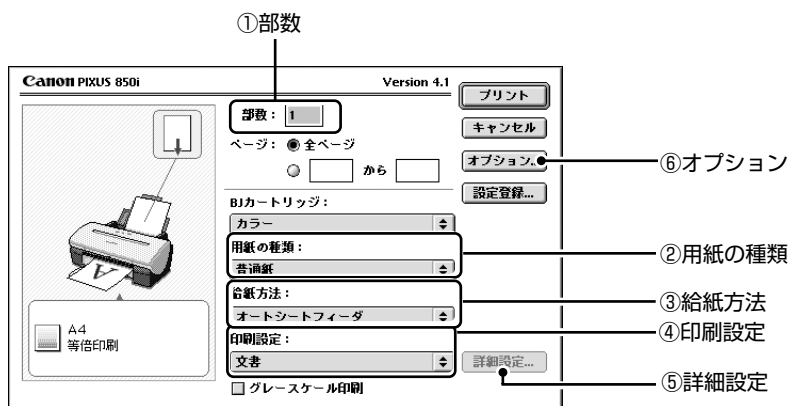 ①部数
Canon PIXUS 850i
Version 4.1
部数： 1
ページ： 全ページ
から
プリント
キャンセル
オプション...
設定登録...
⑥オプション
BJカートリッジ：
カラー
用紙の種類：
普通紙
②用紙の種類
給紙方法：
オートシートフィーダ
③給紙方法
④印刷設定
印刷設定：
文書
詳細設定...
⑤詳細設定
グレースケール印刷
A4
等倍印刷
A